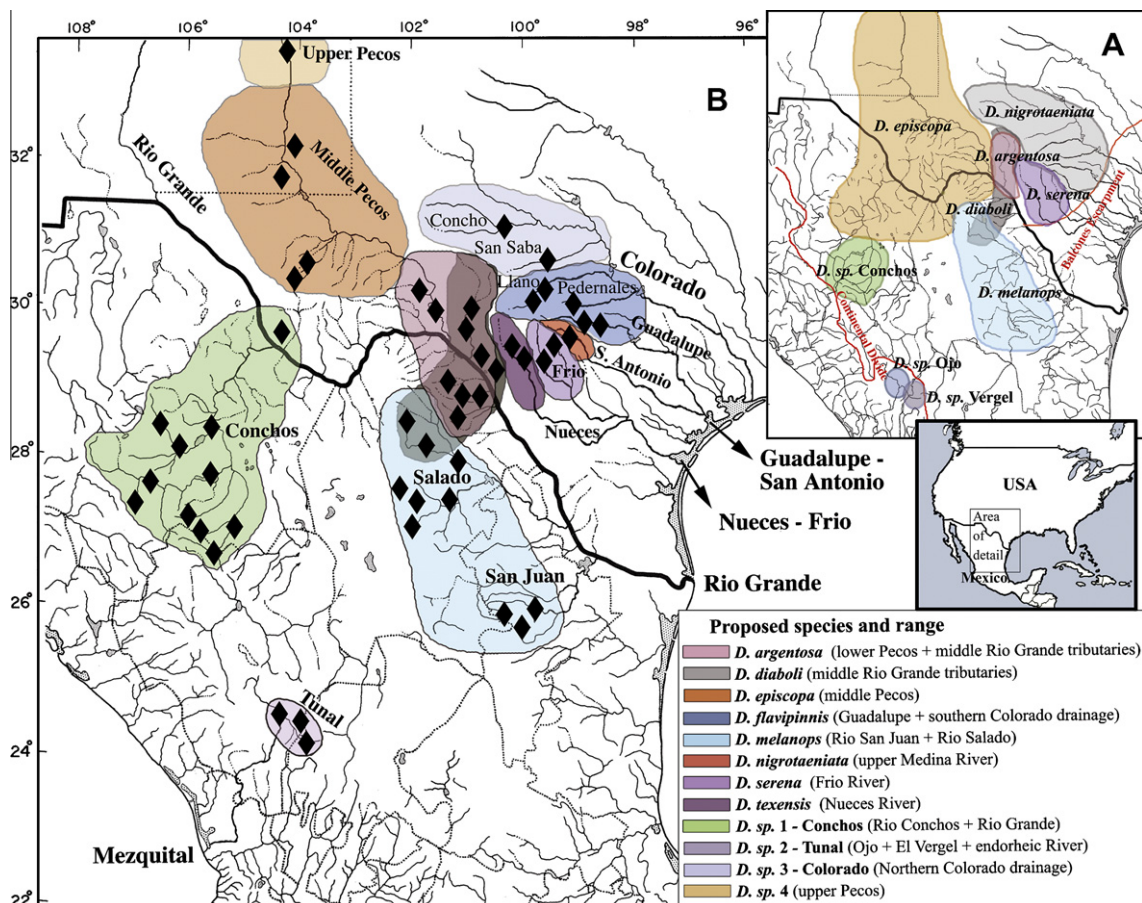 108°
106°
104°
102°
100°
98°
96°
32°
30°
28°
26°
24°
22°
B
Upper Pecos
Middle Pecos
Rio Grande
Concho
San Saba
Colorado
Llano
Pedernales
Guadalupe
S. Antonio
Frio
Nueces
Conchos
Salado
San Juan
Tunal
Mezquital
Guadalupe -
San Antonio
Nueces - Frio
Rio Grande
A
D. episcopa
D. nigrotaeniata
D. argentosa
D. serena
D. diaboli
D. sp. Conchos
D. melanops
Balcones Escarpment
Continental Divide
D. sp. Ojo
D. sp. Vergel
USA
Area
of
detail
Mexico
Proposed species and range
D. argentosa (lower Pecos + middle Rio Grande tributaries)
D. diaboli (middle Rio Grande tributaries)
D. episcopa (middle Pecos)
D. flavipinnis (Guadalupe + southern Colorado drainage)
D. melanops (Rio San Juan + Rio Salado)
D. nigrotaeniata (upper Medina River)
D. serena (Frio River)
D. texensis (Nueces River)
D. sp. 1 - Conchos (Rio Conchos + Rio Grande)
D. sp. 2 - Tunal (Ojo + El Vergel + endorheic River)
D. sp. 3 - Colorado (Northern Colorado drainage)
D. sp. 4 (upper Pecos)